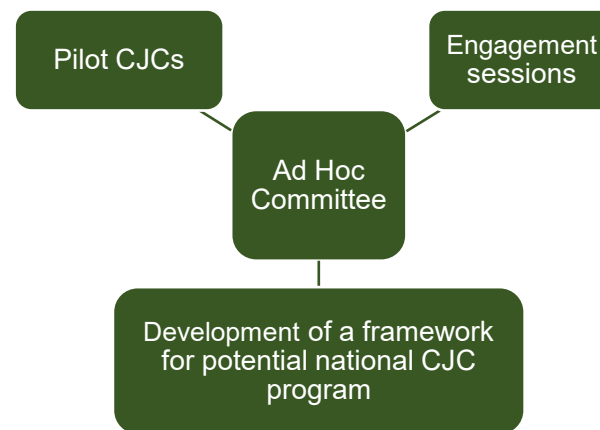 Pilot CJCs
Engagement
sessions
Ad Hoc
Committee
Development of a framework
for potential national CJC
program